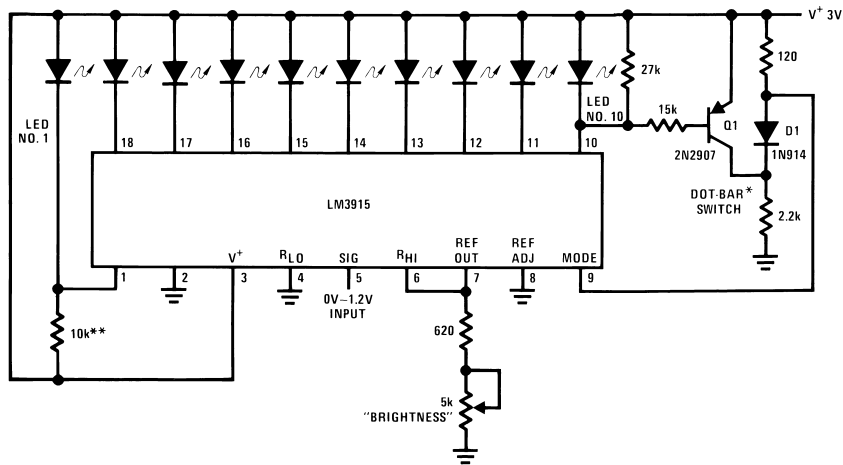 V+ 3V
27k
120
LED
NO. 1
LED
NO. 10
15k
Q1
2N2907
D1
1N914
18
17
16
15
14
13
12
11
10
DOT-BAR*
SWITCH
2.2k
LM3915
V+
RLO
SIG
RHI
REF
OUT
REF
ADJ
MODE
1
2
3
4
5
6
7
8
9
0V–1.2V
INPUT
10k**
620
5k
"BRIGHTNESS"